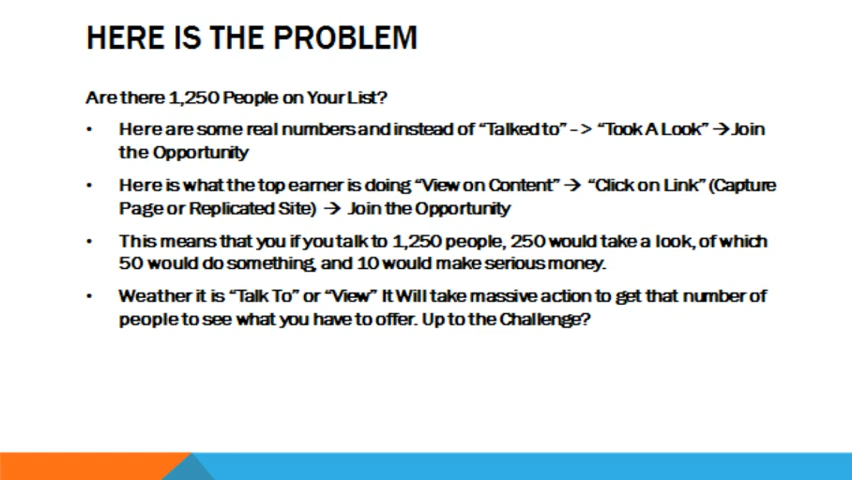 HERE IS THE PROBLEM
Are there 1,250 People on Your List?
• Here are some real numbers and instead of “Talked to” - > “Took A Look” → Join
the Opportunity
• Here is what the top earner is doing “View on Content” → “Click on Link” (Capture
Page or Replicated Site) → Join the Opportunity
• This means that you if you talk to 1,250 people, 250 would take a look, of which
50 would do something, and 10 would make serious money.
• Weather it is “Talk To” or “View” It Will take massive action to get that number of
people to see what you have to offer. Up to the Challenge?